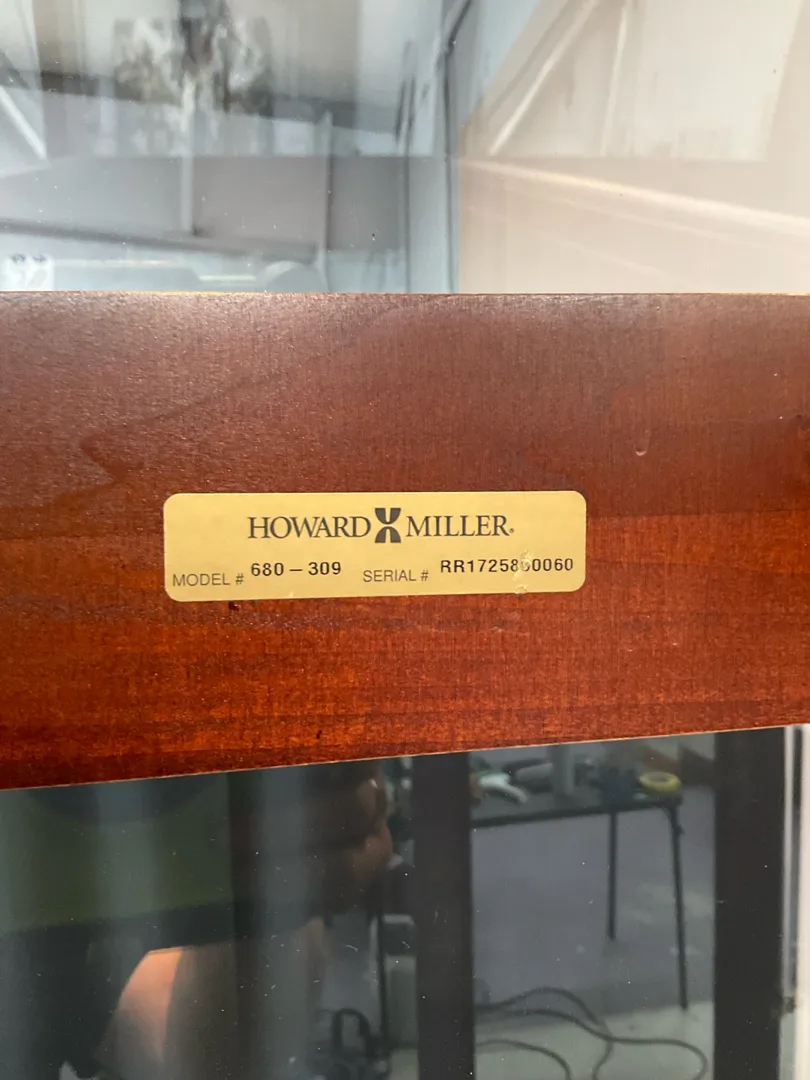 HOWARD MILLER
MODEL # 680 – 309 SERIAL #